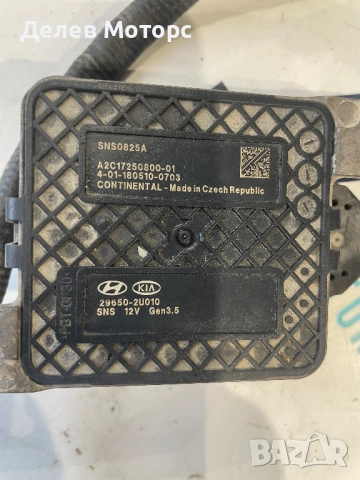 Делев Моторс
SNS0825A
A2C17250800-01
4-01-180510-0703
CONTINENTAL - Made in Czech Republic
HYUNDAI KIA
29650-2U010
SNS 12V Gen3.5
BAZAR